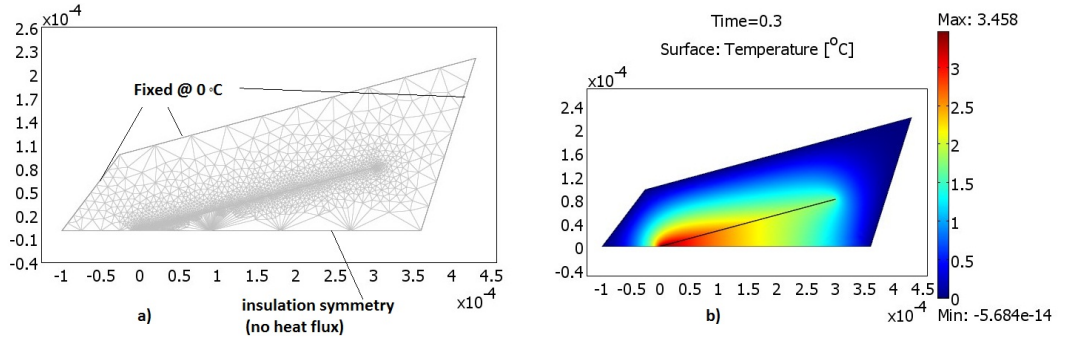 x10⁻⁴
2.6
2.3
2
1.7
1.4
1.1
0.8
0.5
0.2
-0.1
-0.4
Fixed @ 0 ◦C
-1 -0.5 0 0.5 1 1.5 2 2.5 3 3.5 4 4.5
x10⁻⁴
insulation symmetry
(no heat flux)
a)
Time=0.3
Surface: Temperature [°C]
x10⁻⁴
2.4
2
1.6
1.2
0.8
0.4
0
-0.4
-1 -0.5 0 0.5 1 1.5 2 2.5 3 3.5 4 4.5
x10⁻⁴
b)
Max: 3.458
3
2.5
2
1.5
1
0.5
0
Min: -5.684e-14